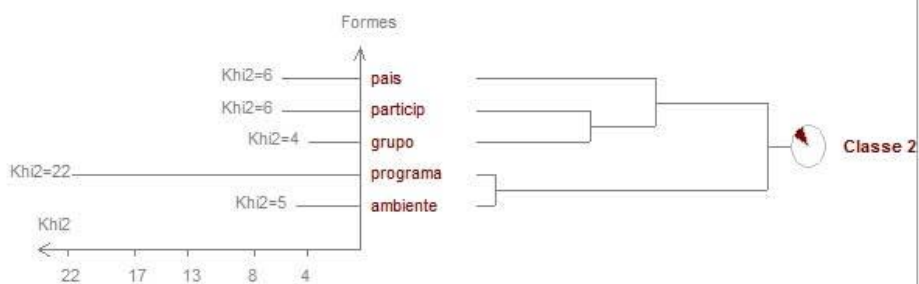 Formes
Khi2=6 pais
Khi2=6 particip
Khi2=4 grupo
Classe 2
Khi2=22 programa
Khi2=5 ambiente
Khi2
22 17 13 8 4